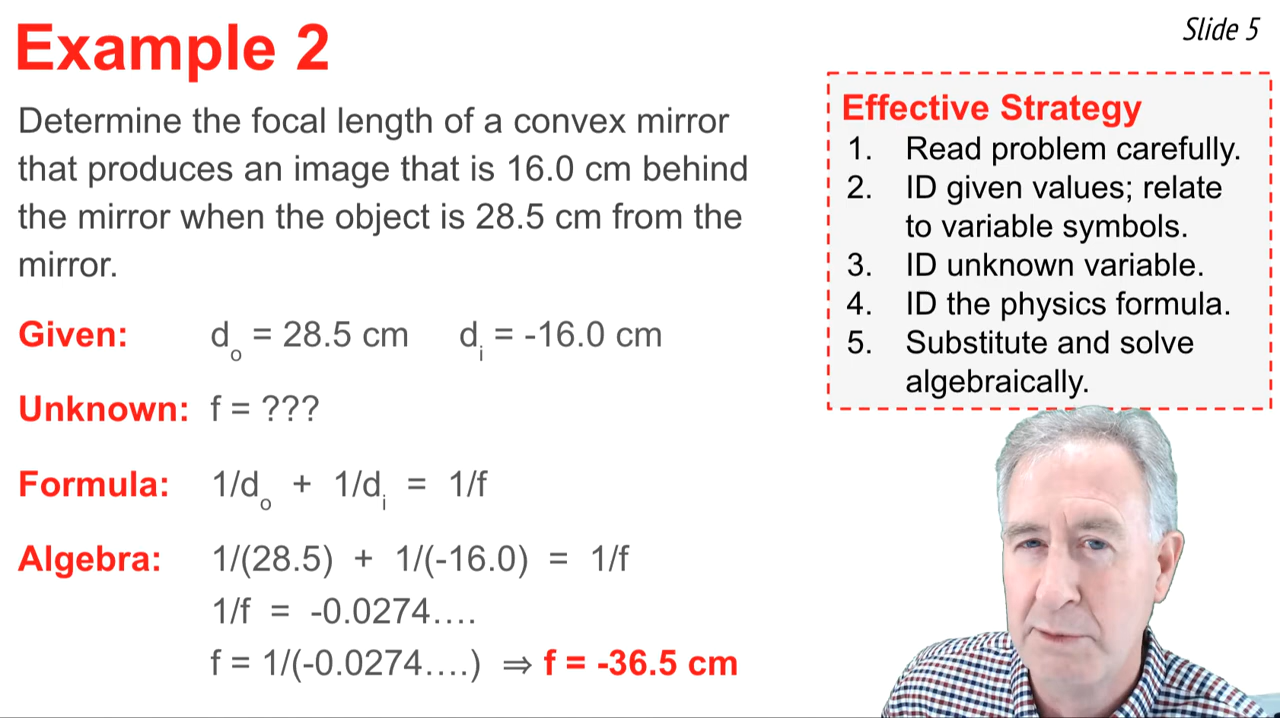 Slide 5
Example 2
Determine the focal length of a convex mirror
that produces an image that is 16.0 cm behind
the mirror when the object is 28.5 cm from the
mirror.
Given: do = 28.5 cm di = -16.0 cm
Unknown: f = ???
Formula: 1/do + 1/di = 1/f
Algebra: 1/(28.5) + 1/(-16.0) = 1/f
1/f = -0.0274....
f = 1/(-0.0274....) ⇒ f = -36.5 cm
Effective Strategy
1. Read problem carefully.
2. ID given values; relate
to variable symbols.
3. ID unknown variable.
4. ID the physics formula.
5. Substitute and solve
algebraically.